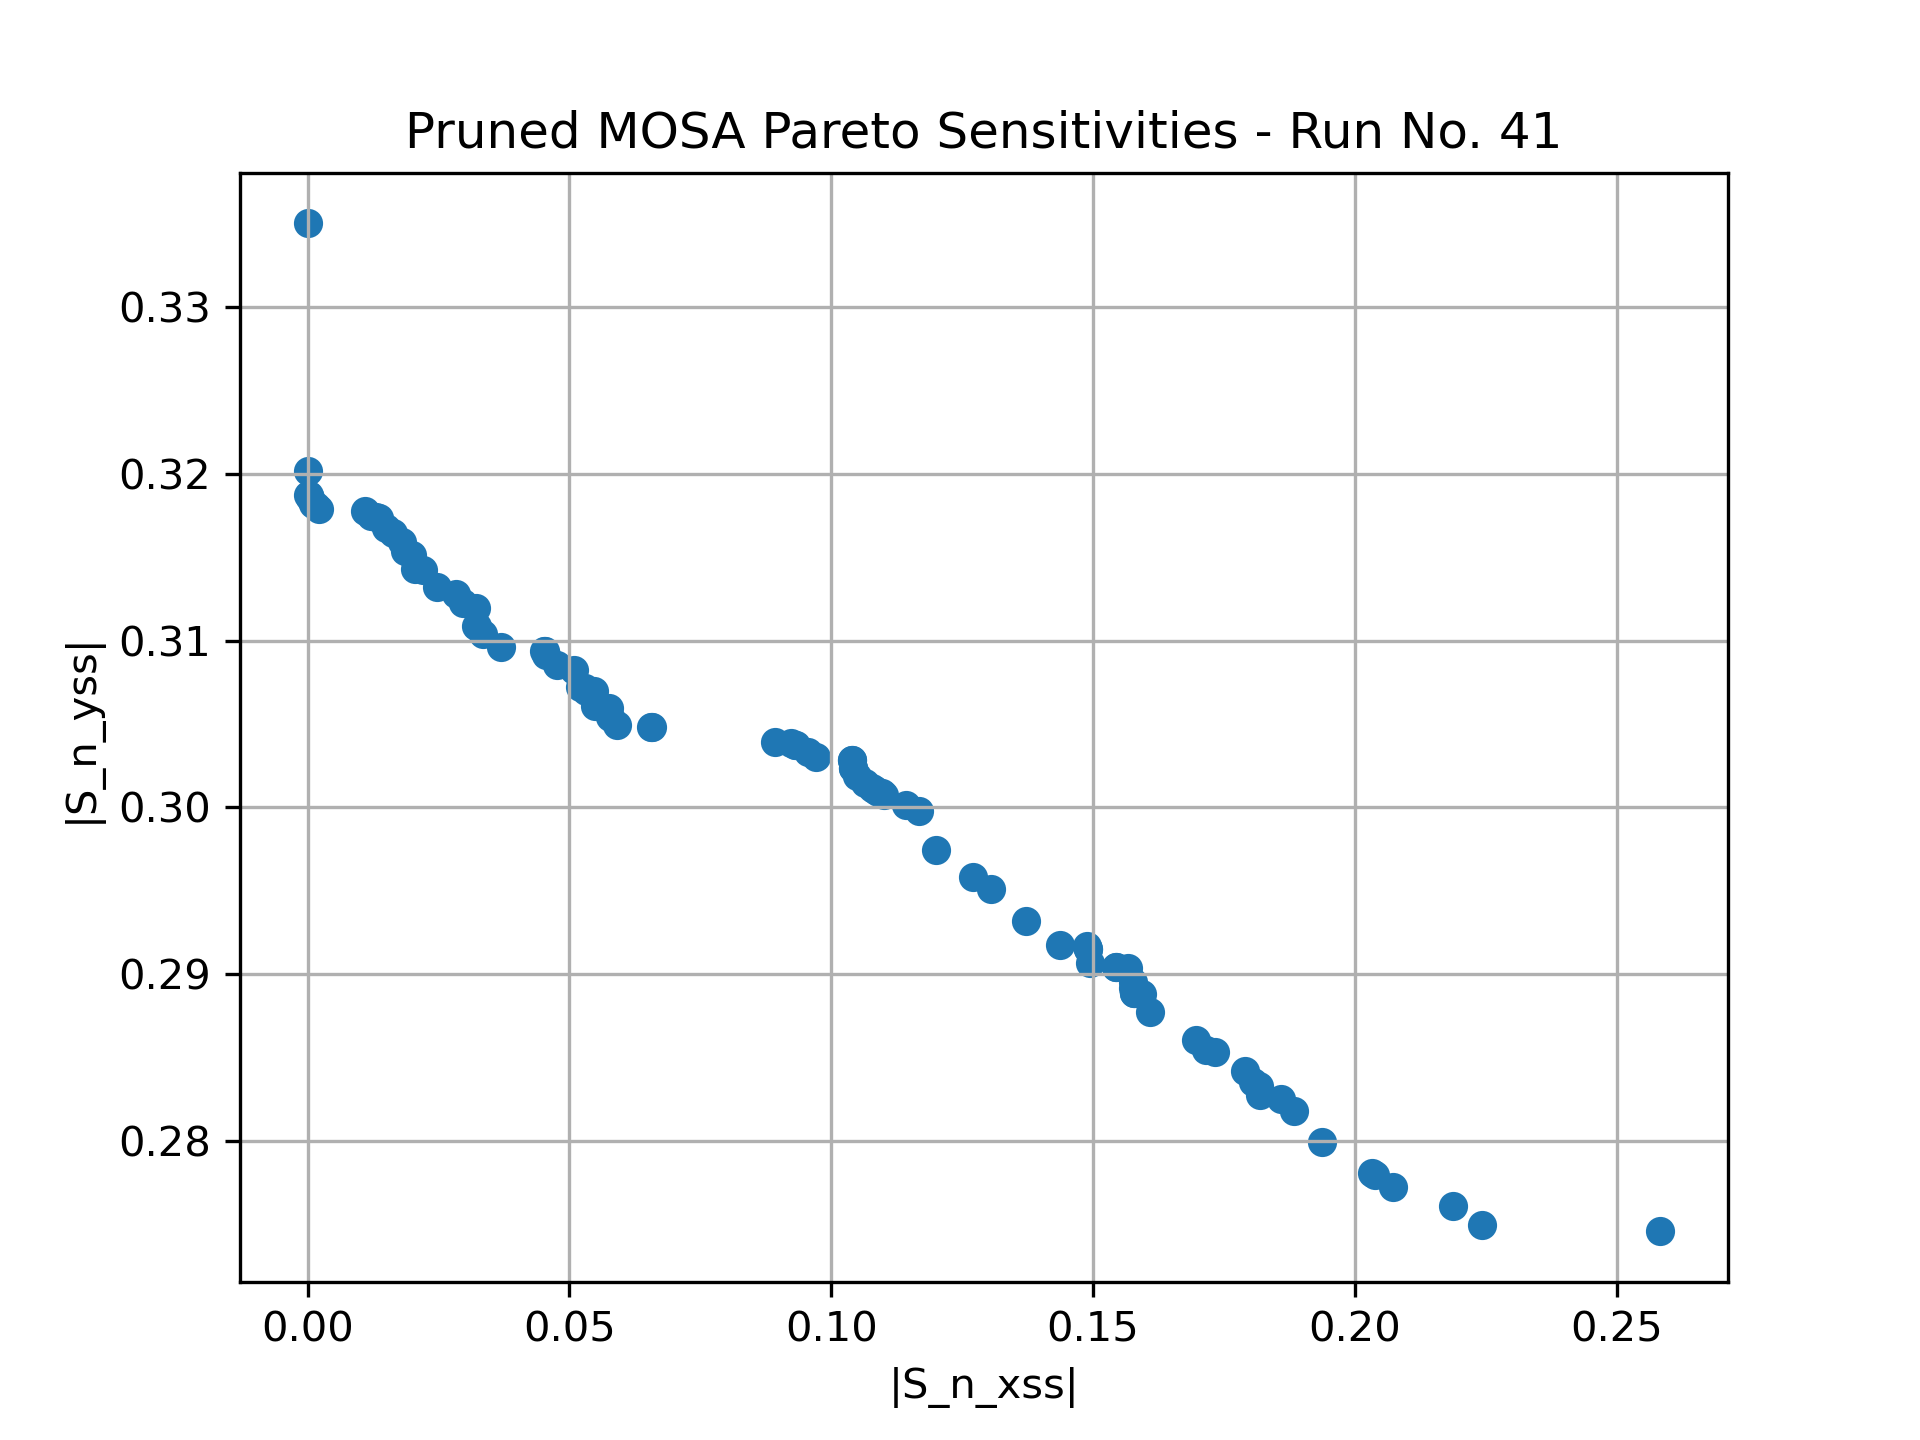 Pruned MOSA Pareto Sensitivities - Run No. 41
0.33
0.32
0.31
0.30
0.29
0.28
|S_n_yss|
0.00 0.05 0.10 0.15 0.20 0.25
|S_n_xss|